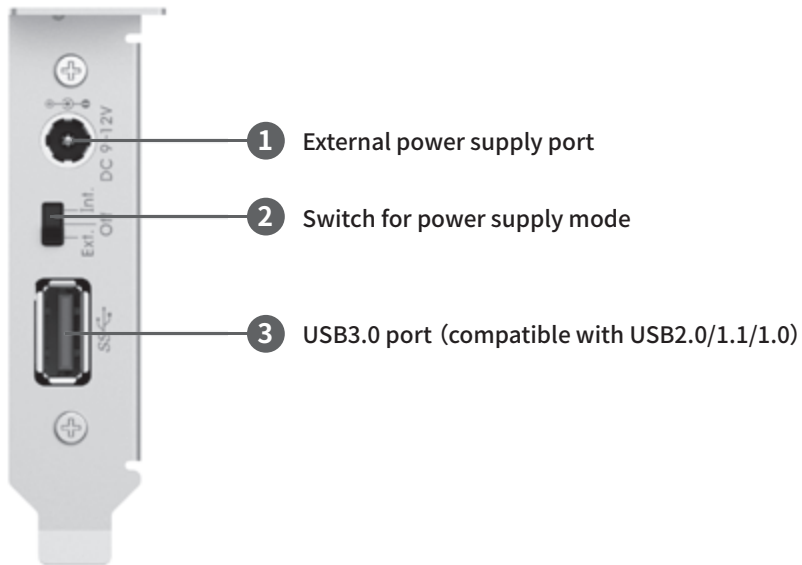 DC 9-12V
1 External power supply port
Int.
Off
Ext.
2 Switch for power supply mode
SS
3 USB3.0 port (compatible with USB2.0/1.1/1.0)